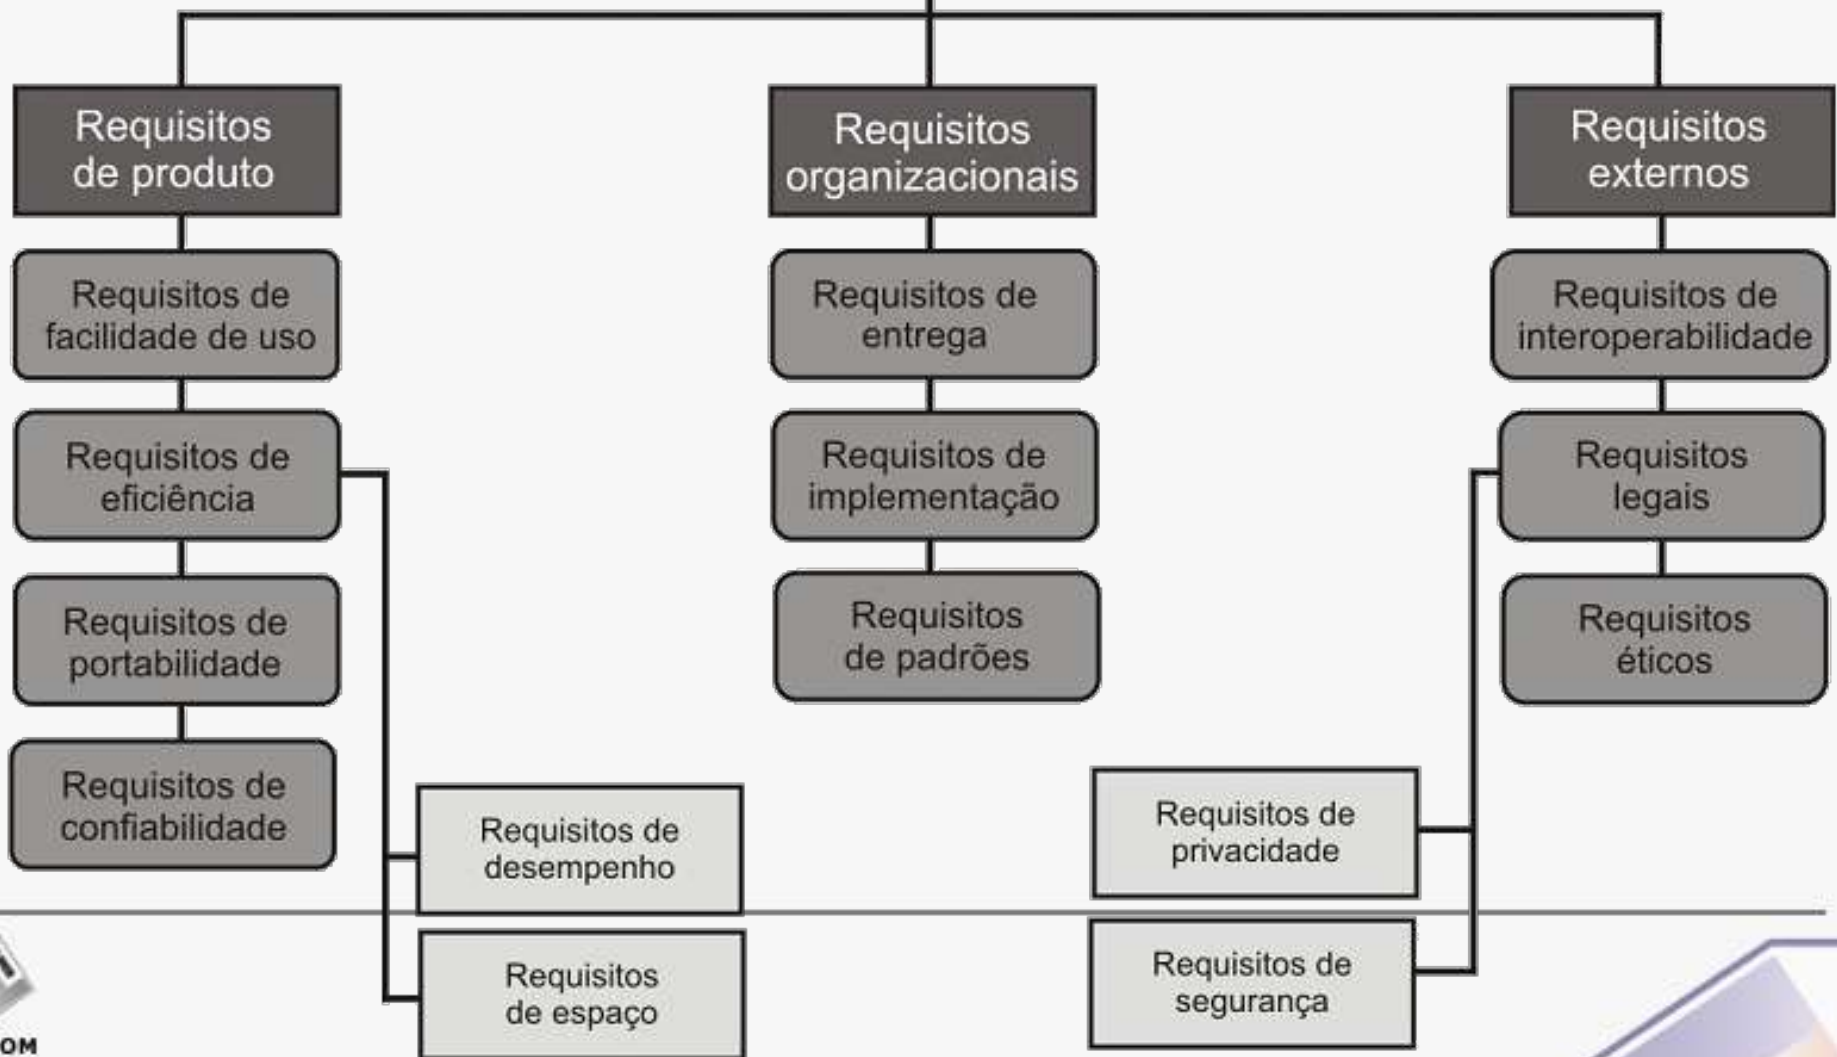 Requisitos
de produto
Requisitos de
facilidade de uso
Requisitos de
eficiência
Requisitos de
portabilidade
Requisitos de
confiabilidade
Requisitos de
desempenho
Requisitos
de espaço
Requisitos
organizacionais
Requisitos de
entrega
Requisitos de
implementação
Requisitos
de padrões
Requisitos
externos
Requisitos de
interoperabilidade
Requisitos
legais
Requisitos
éticos
Requisitos de
privacidade
Requisitos de
segurança
OM